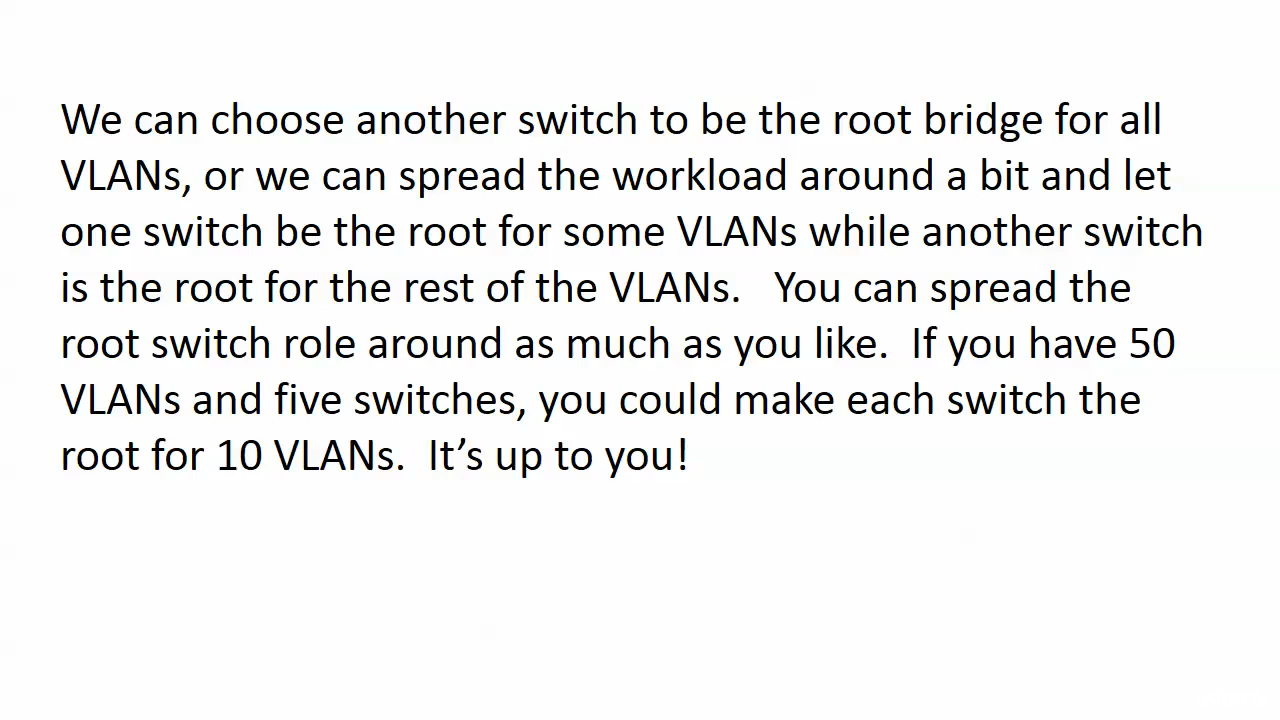 We can choose another switch to be the root bridge for all
VLANs, or we can spread the workload around a bit and let
one switch be the root for some VLANs while another switch
is the root for the rest of the VLANs.   You can spread the
root switch role around as much as you like.  If you have 50
VLANs and five switches, you could make each switch the
root for 10 VLANs.  It’s up to you!